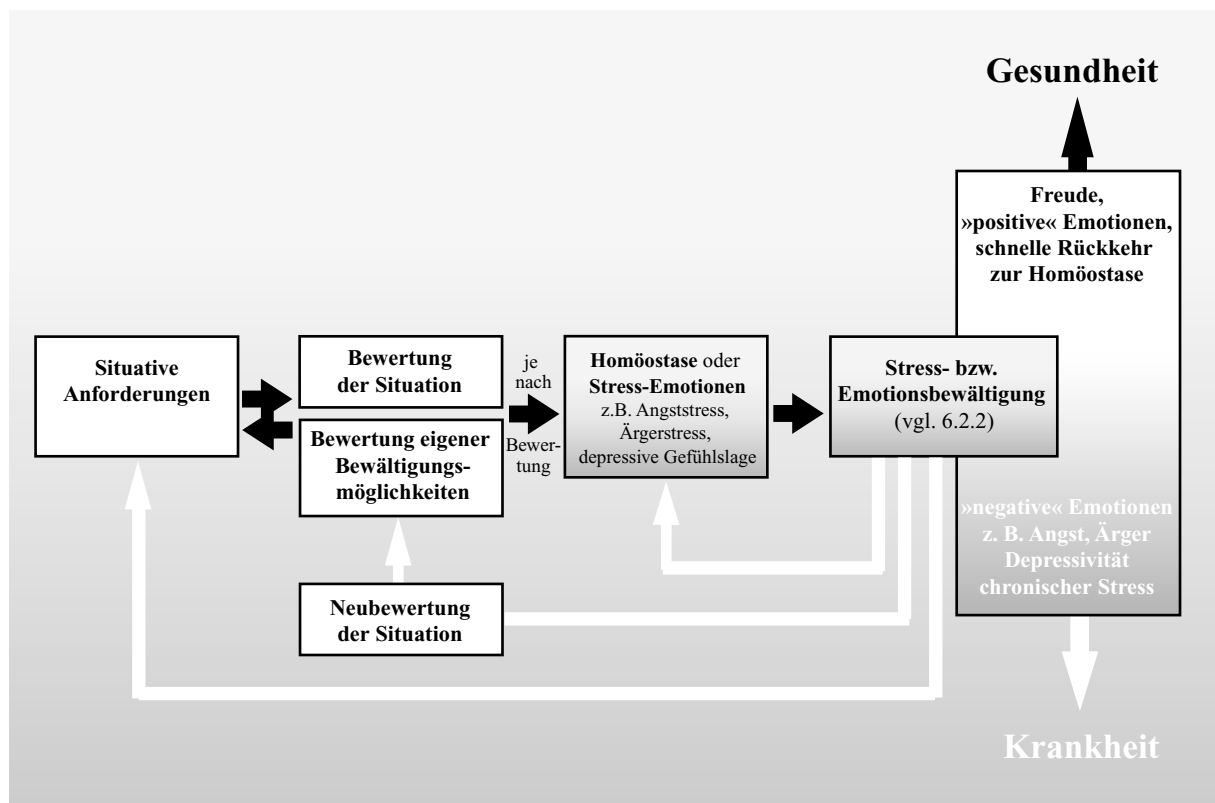 Gesundheit
Freude,
»positive« Emotionen,
schnelle Rückkehr
zur Homöostase
Situative
Anforderungen
Bewertung
der Situation
Bewertung eigener
Bewältigungs-
möglichkeiten
je
nach
Bewer-
tung
Homöostase oder
Stress-Emotionen
z.B. Angststress,
Ärgerstress,
depressive Gefühlslage
Stress- bzw.
Emotionsbewältigung
(vgl. 6.2.2)
»negative« Emotionen
z. B. Angst, Ärger
Depressivität
chronischer Stress
Neubewertung
der Situation
Krankheit